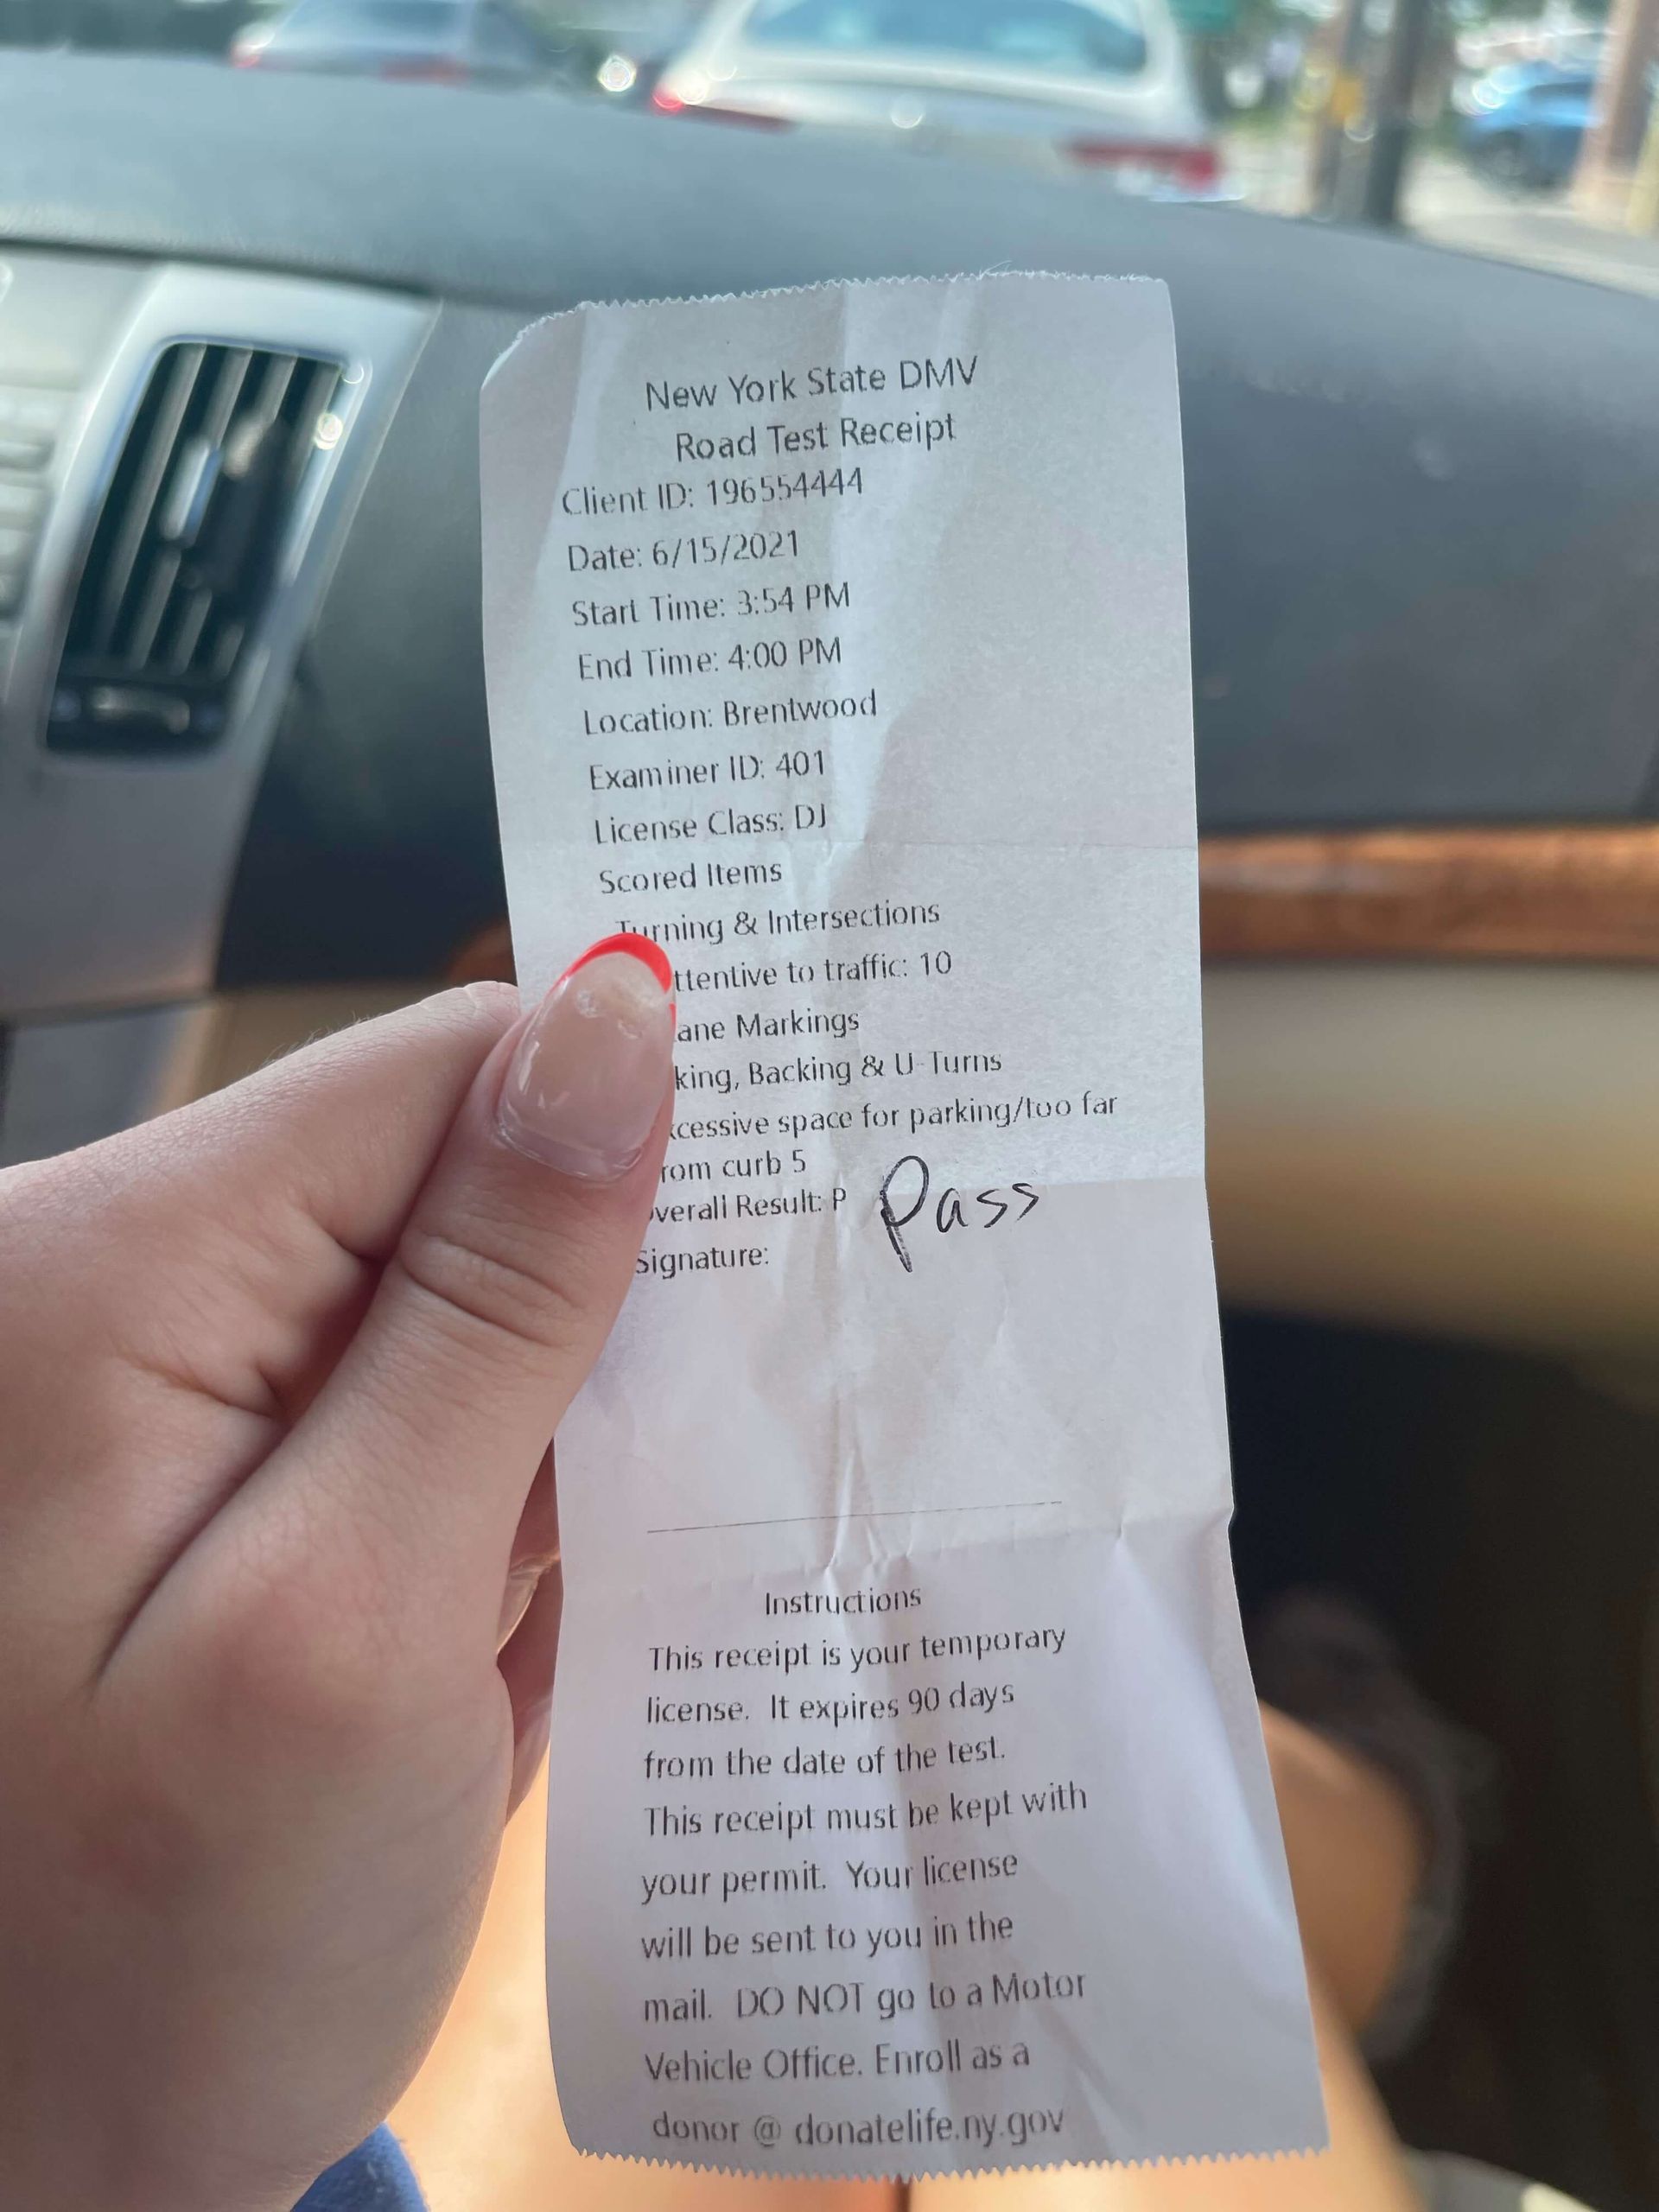 New York State DMV
Road Test Receipt
Client ID: 196554444
Date: 6/15/2021
Start Time: 3:54 PM
End Time: 4:00 PM
Location: Brentwood
Examiner ID: 401
License Class: DJ
Scored Items
Turning & Intersections
ttentive to traffic: 10
ane Markings
king, Backing & U-Turns
xcessive space for parking/too far
rom curb 5
verall Result: P Pass
Signature:
Instructions
This receipt is your temporary
license. It expires 90 days
from the date of the test.
This receipt must be kept with
your permit. Your license
will be sent to you in the
mail. DO NOT go to a Motor
Vehicle Office. Enroll as a
donor @ donatelife.ny.gov